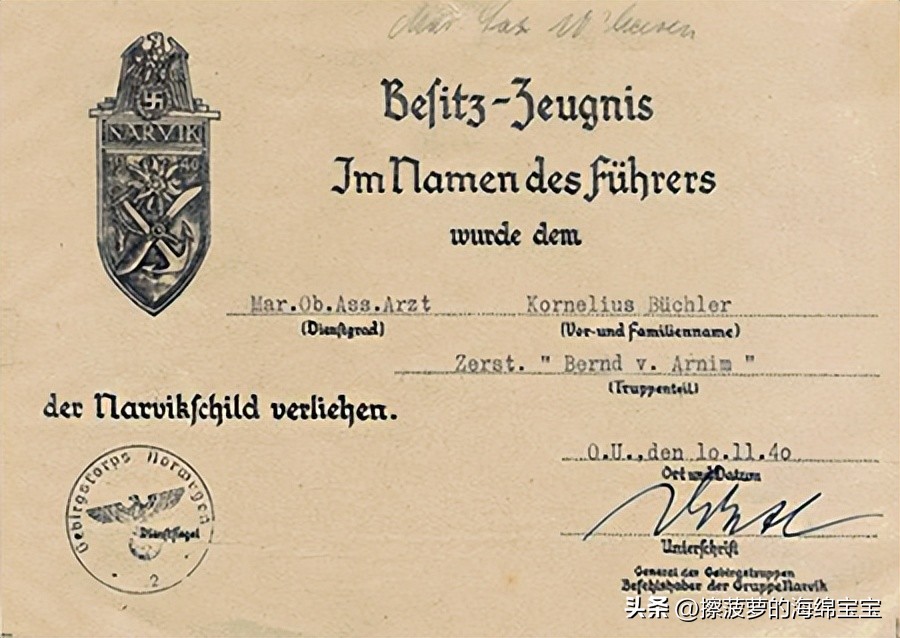 Besitz-Zeugnis
Im Namen des Führers
wurde dem
NARVIK
1940
Mar.Ob.Ass.Arzt Kornelius Büchler
(Dienstgrad) (Vor-und Familienname)
Zerst. " Bernd v. Arnim "
(Truppenteil)
der Narvikschild verliehen.
O.U.,den 10.11.40
Ort und Datum
Gebirgskorps Norwegen
Dienstsiegel
2
Unterschrift
General der Gebirgstruppen
Befehlshaber der Gruppe Narvik
头条 @擦菠萝的海绵宝宝